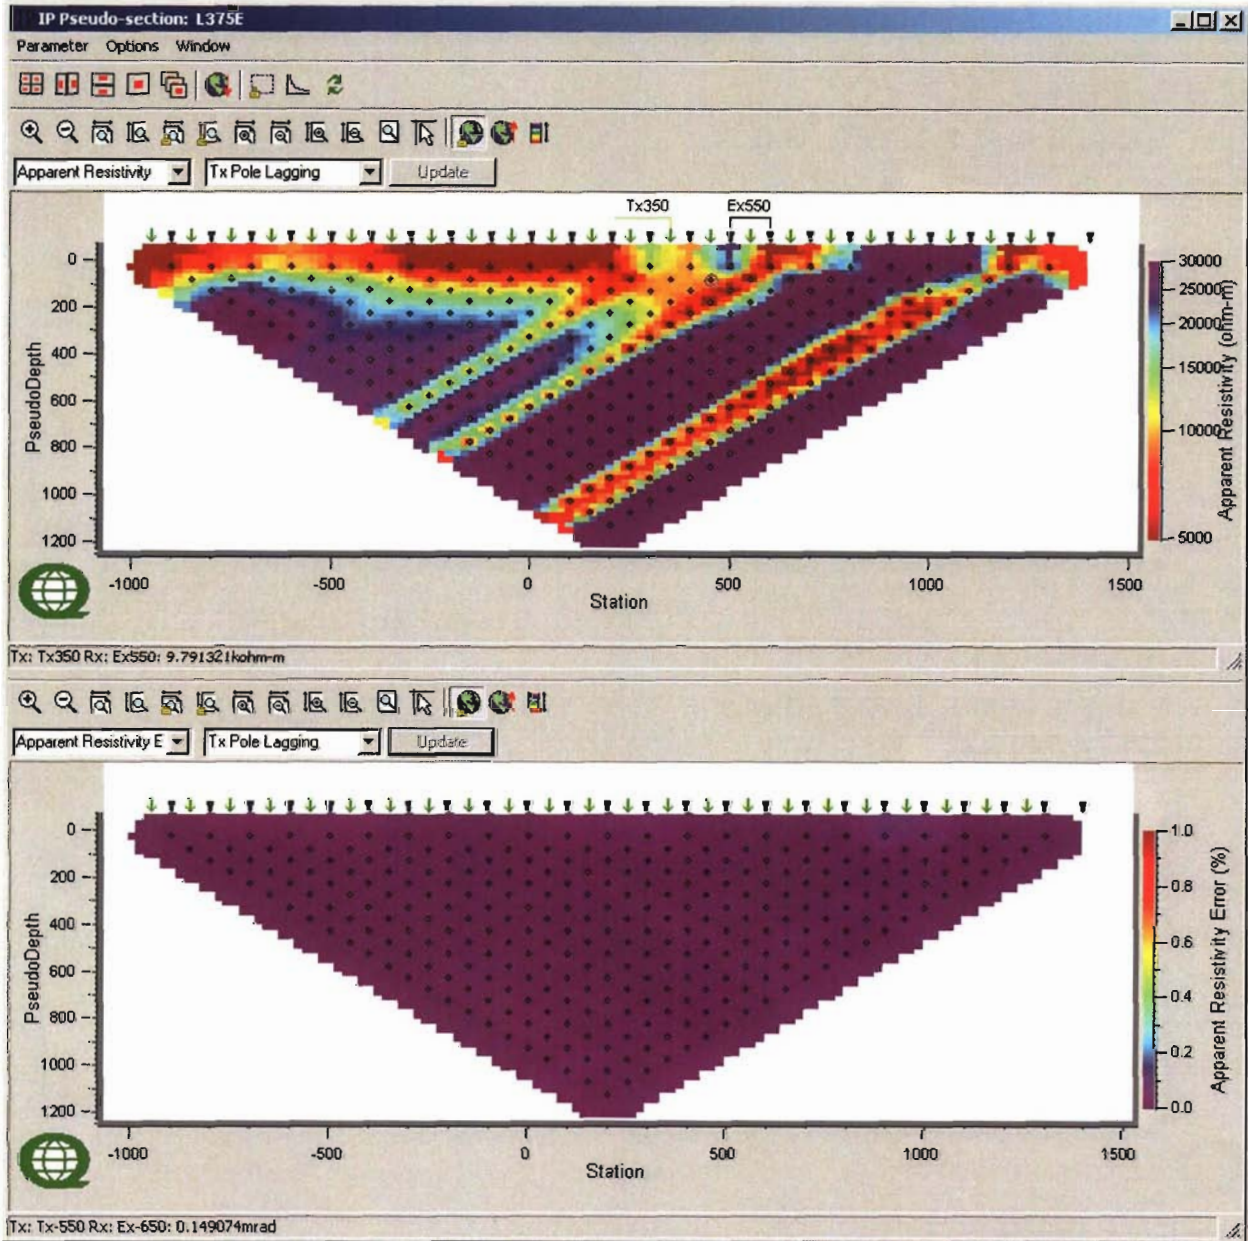 IP Pseudo-section: L375E
Parameter Options Window
Apparent Resistivity Tx Pole Lagging Update
Tx350 Ex550
0
200
400
600
800
1000
1200
PseudoDepth
-1000 -500 0 500 1000 1500
Station
30000
25000
20000
15000
10000
5000
Apparent Resistivity (ohm-m)
Tx: Tx350 Rx: Ex550: 9.791321kohm-m
Apparent Resistivity E Tx Pole Lagging Update
0
200
400
600
800
1000
1200
PseudoDepth
-1000 -500 0 500 1000 1500
Station
1.0
0.8
0.6
0.4
0.2
0.0
Apparent Resistivity Error (%)
Tx: Tx-550 Rx: Ex-650: 0.149074mrad